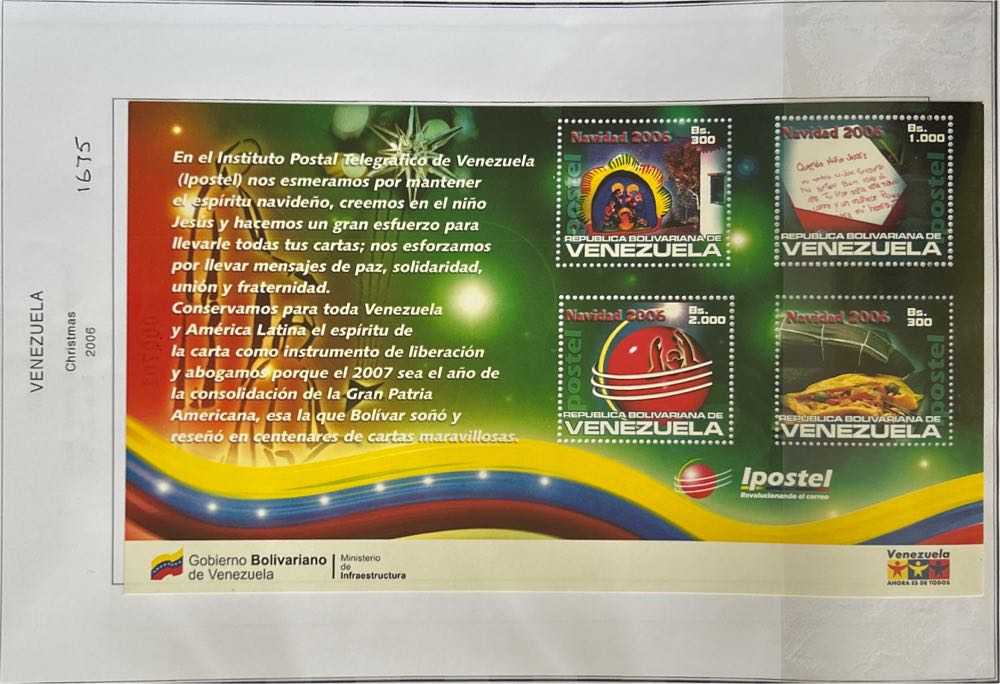 VENEZUELA
Christmas
2006
1675
En el Instituto Postal Telegráfico de Venezuela
(Ipostel) nos esmeramos por mantener
el espíritu navideño, creemos en el niño
Jesús y hacemos un gran esfuerzo para
llevarle todas tus cartas; nos esforzamos
por llevar mensajes de paz, solidaridad,
unión y fraternidad.
Conservamos para toda Venezuela
y América Latina el espíritu de
la carta como instrumento de liberación
y abogamos porque el 2007 sea el año de
la consolidación de la Gran Patria
Americana, esa la que Bolívar soñó y
reseñó en centenares de cartas maravillosas.
Navidad 2006
Bs.
300
Ipostel
REPUBLICA BOLIVARIANA DE
VENEZUELA
Navidad 2006
Bs.
1.000
Ipostel
Querido Niño Jesús:
REPUBLICA BOLIVARIANA DE
VENEZUELA
Navidad 2006
Bs.
2.000
Ipostel
REPUBLICA BOLIVARIANA DE
VENEZUELA
Navidad 2006
Bs.
300
Ipostel
REPUBLICA BOLIVARIANA DE
VENEZUELA
Ipostel
Revolucionando el correo
Gobierno Bolivariano
de Venezuela
Ministerio
de Infraestructura
Venezuela
AHORA ES DE TODOS